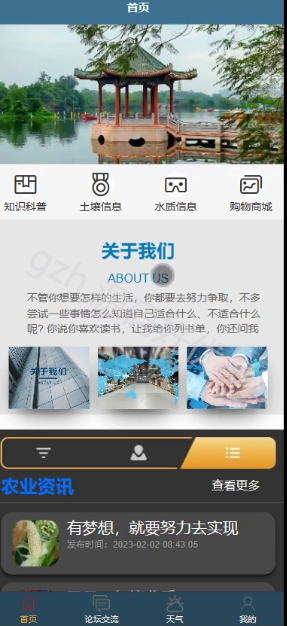 首页
知识科普
土壤信息
水质信息
购物商城
关于我们
ABOUT US
不管你想要怎样的生活，你都要去努力争取，不多
尝试一些事情怎么知道自己适合什么、不适合什么
呢？你说你喜欢读书，让我给你列书单，你还问我
关于我们
农业资讯
查看更多
有梦想，就要努力去实现
发布时间：2023-02-02 08:43:05
首页
论坛交流
天气
我的